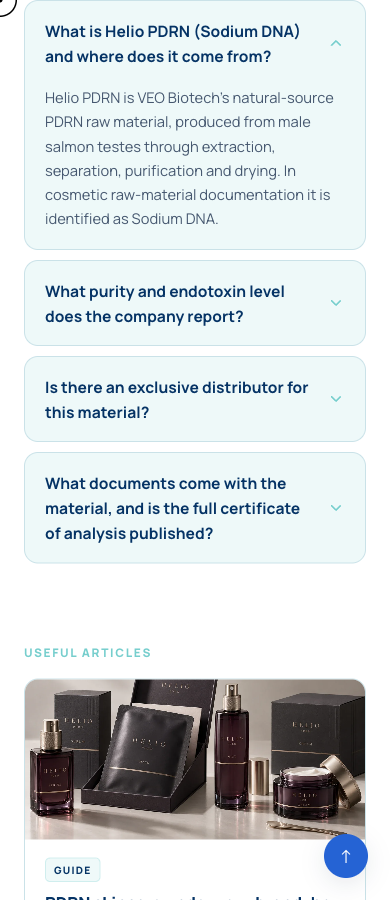 What is Helio PDRN (Sodium DNA)
and where does it come from?
Helio PDRN is VEO Biotech's natural-source
PDRN raw material, produced from male
salmon testes through extraction,
separation, purification and drying. In
cosmetic raw-material documentation it is
identified as Sodium DNA.
What purity and endotoxin level
does the company report?
Is there an exclusive distributor for
this material?
What documents come with the
material, and is the full certificate
of analysis published?
USEFUL ARTICLES
HELIO
HELIO
HELIO
GUIDE